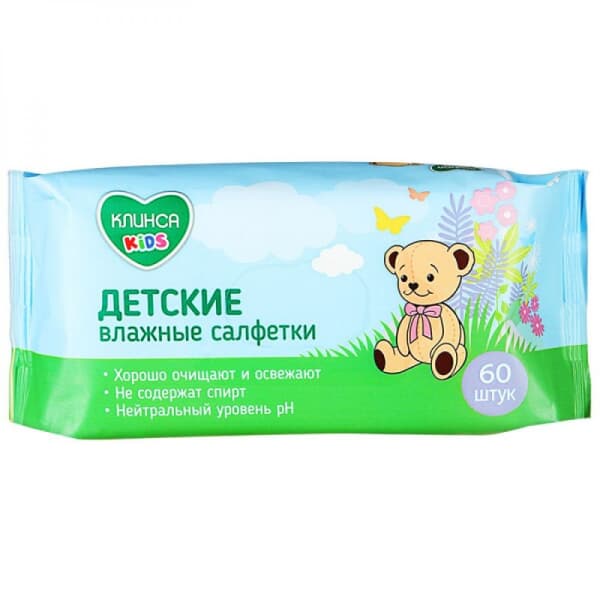 КЛИНСА
KiDS
ДЕТСКИЕ
влажные салфетки
• Хорошо очищают и освежают
• Не содержат спирт
• Нейтральный уровень pH
60
штук